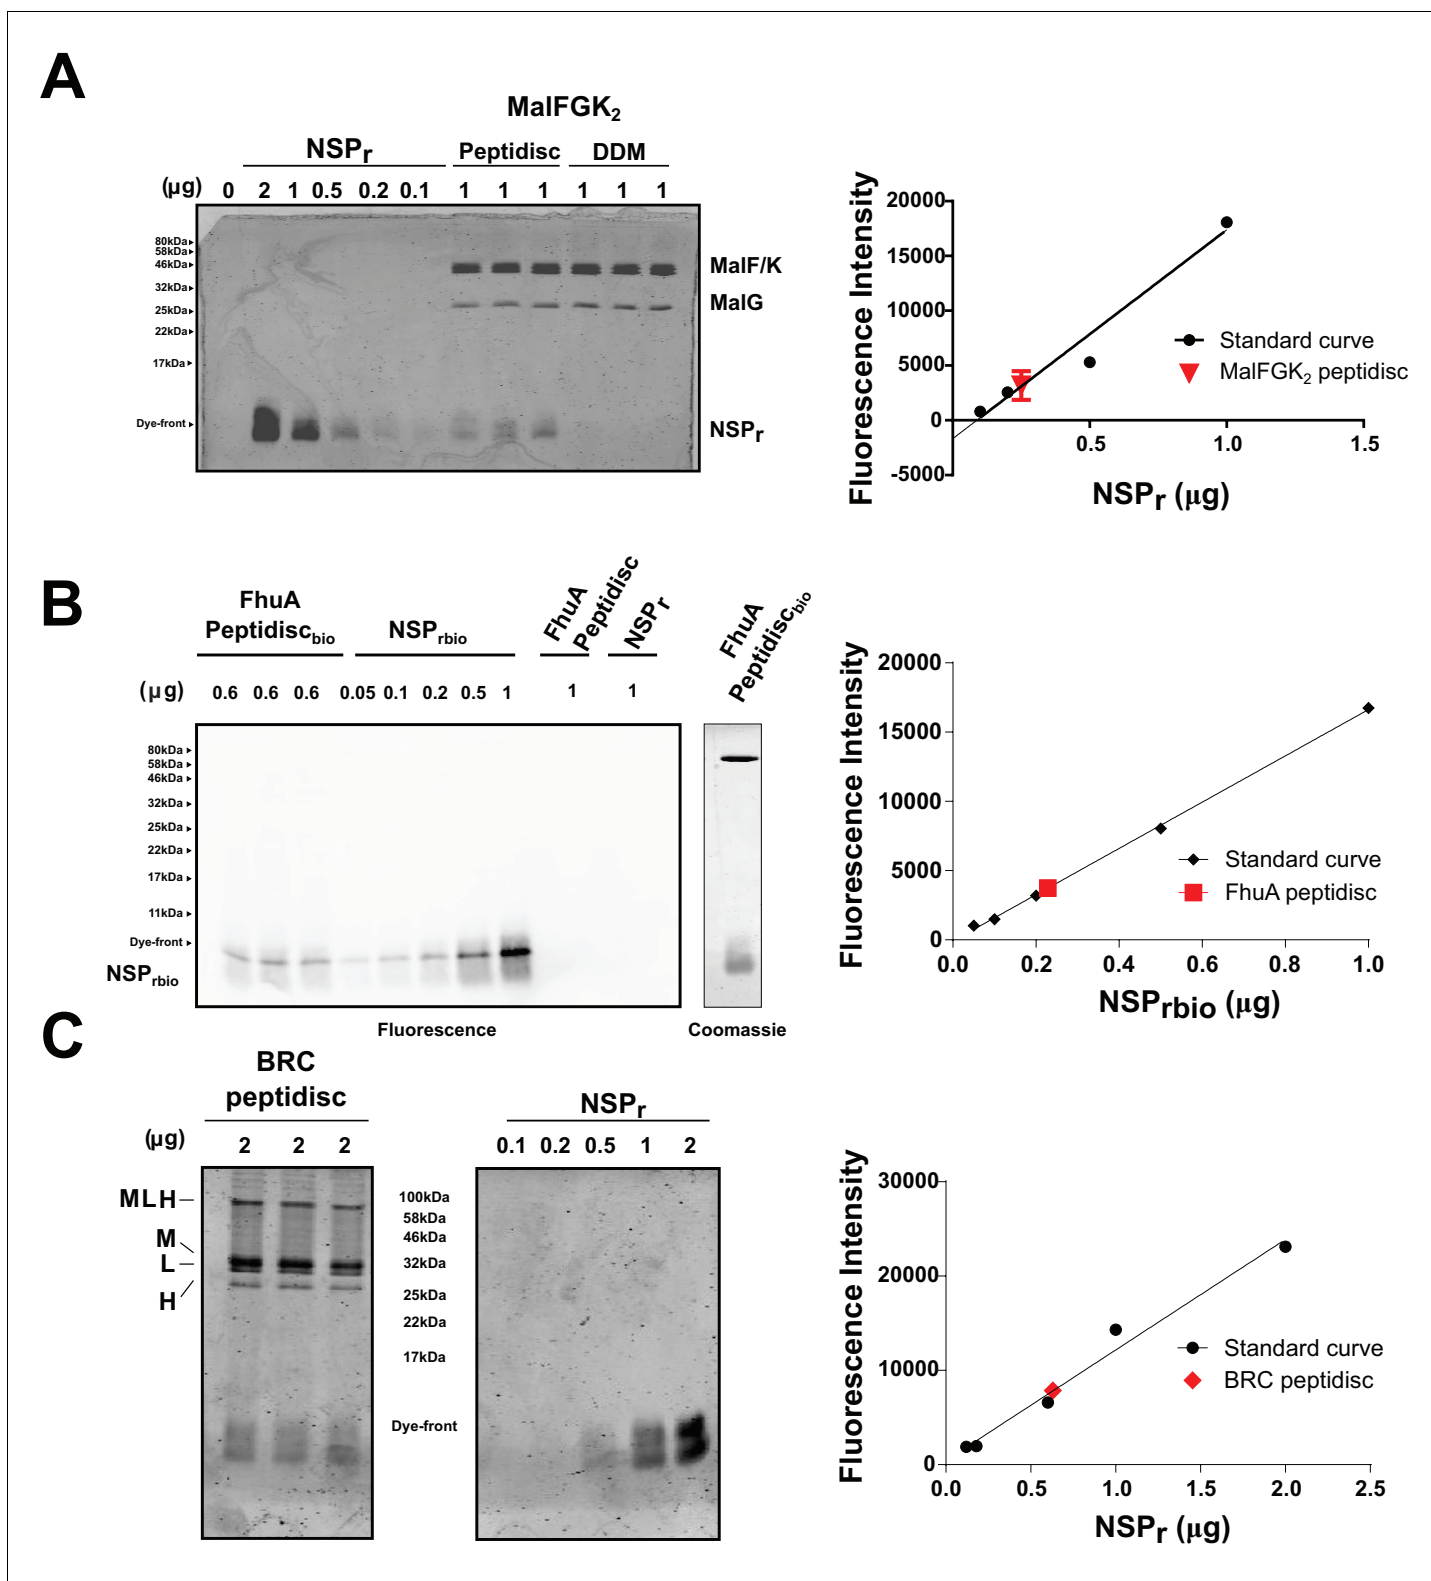 A
MalFGK2
NSPr Peptidisc DDM
(µg) 0 2 1 0.5 0.2 0.1 1 1 1 1 1 1
80kDa
58kDa
46kDa
32kDa
25kDa
22kDa
17kDa
Dye-front
MalF/K
MalG
NSPr
Fluorescence Intensity
20000
15000
10000
5000
0
-5000
0.5 1.0 1.5
NSPr (µg)
Standard curve
MalFGK2 peptidisc
B
FhuA
Peptidiscbio
NSPrbio
FhuA
Peptidisc
NSPr
FhuA
Peptidiscbio
(µg) 0.6 0.6 0.6 0.05 0.1 0.2 0.5 1 1 1
80kDa
58kDa
46kDa
32kDa
25kDa
22kDa
17kDa
11kDa
Dye-front
NSPrbio
Fluorescence
Coomassie
Fluorescence Intensity
20000
15000
10000
5000
0
0.0 0.2 0.4 0.6 0.8 1.0
NSPrbio (µg)
Standard curve
FhuA peptidisc
C
BRC
peptidisc
NSPr
(µg) 2 2 2 0.1 0.2 0.5 1 2
MLH
M
L
H
100kDa
58kDa
46kDa
32kDa
25kDa
22kDa
17kDa
Dye-front
Fluorescence Intensity
30000
20000
10000
0
0.0 0.5 1.0 1.5 2.0 2.5
NSPr (µg)
Standard curve
BRC peptidisc